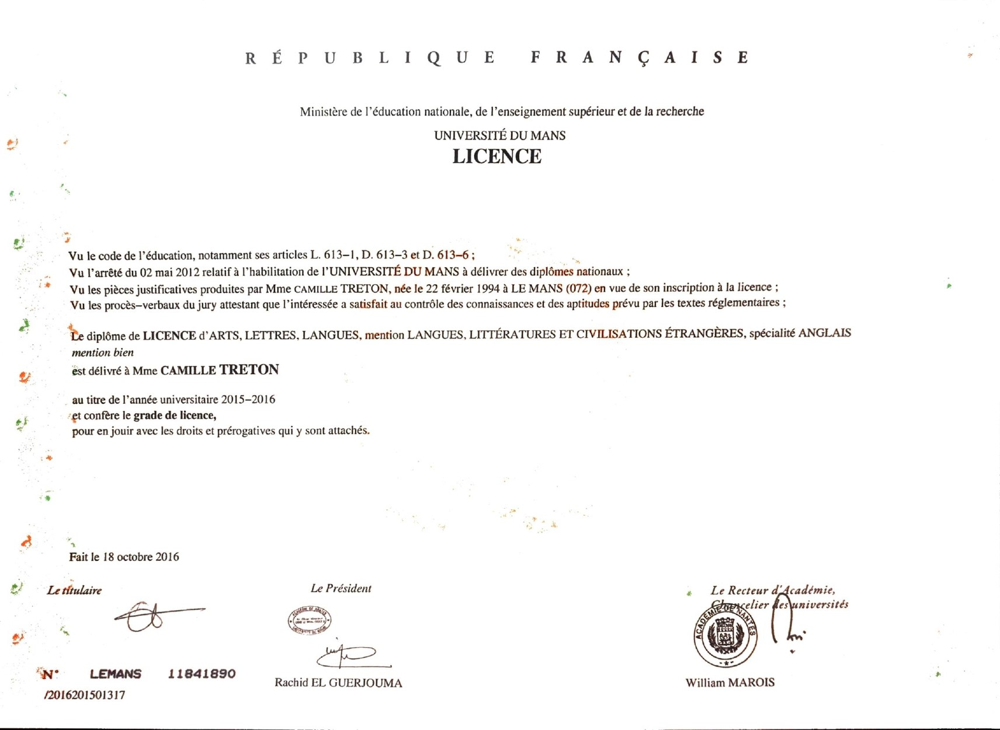 RÉPUBLIQUE FRANÇAISE
Ministère de l'éducation nationale, de l'enseignement supérieur et de la recherche
UNIVERSITÉ DU MANS
LICENCE
Vu le code de l'éducation, notamment ses articles L. 613-1, D. 613-3 et D. 613-6 ;
Vu l'arrêté du 02 mai 2012 relatif à l'habilitation de l'UNIVERSITÉ DU MANS à délivrer des diplômes nationaux ;
Vu les pièces justificatives produites par Mme CAMILLE TRETON, née le 22 février 1994 à LE MANS (072) en vue de son inscription à la licence ;
Vu les procès-verbaux du jury attestant que l'intéressée a satisfait au contrôle des connaissances et des aptitudes prévu par les textes réglementaires ;
Le diplôme de LICENCE d'ARTS, LETTRES, LANGUES, mention LANGUES, LITTÉRATURES ET CIVILISATIONS ÉTRANGÈRES, spécialité ANGLAIS
mention bien
est délivré à Mme CAMILLE TRETON
au titre de l'année universitaire 2015-2016
et confère le grade de licence,
pour en jouir avec les droits et prérogatives qui y sont attachés.
Fait le 18 octobre 2016
Le titulaire
Le Président
Le Recteur d'Académie,
Chancelier des universités
ACADÉMIE DE NANTES
ACADÉMIE DE NANTES
Rachid EL GUERJOUMA
William MAROIS
N° LEMANS 11841890
/2016201501317